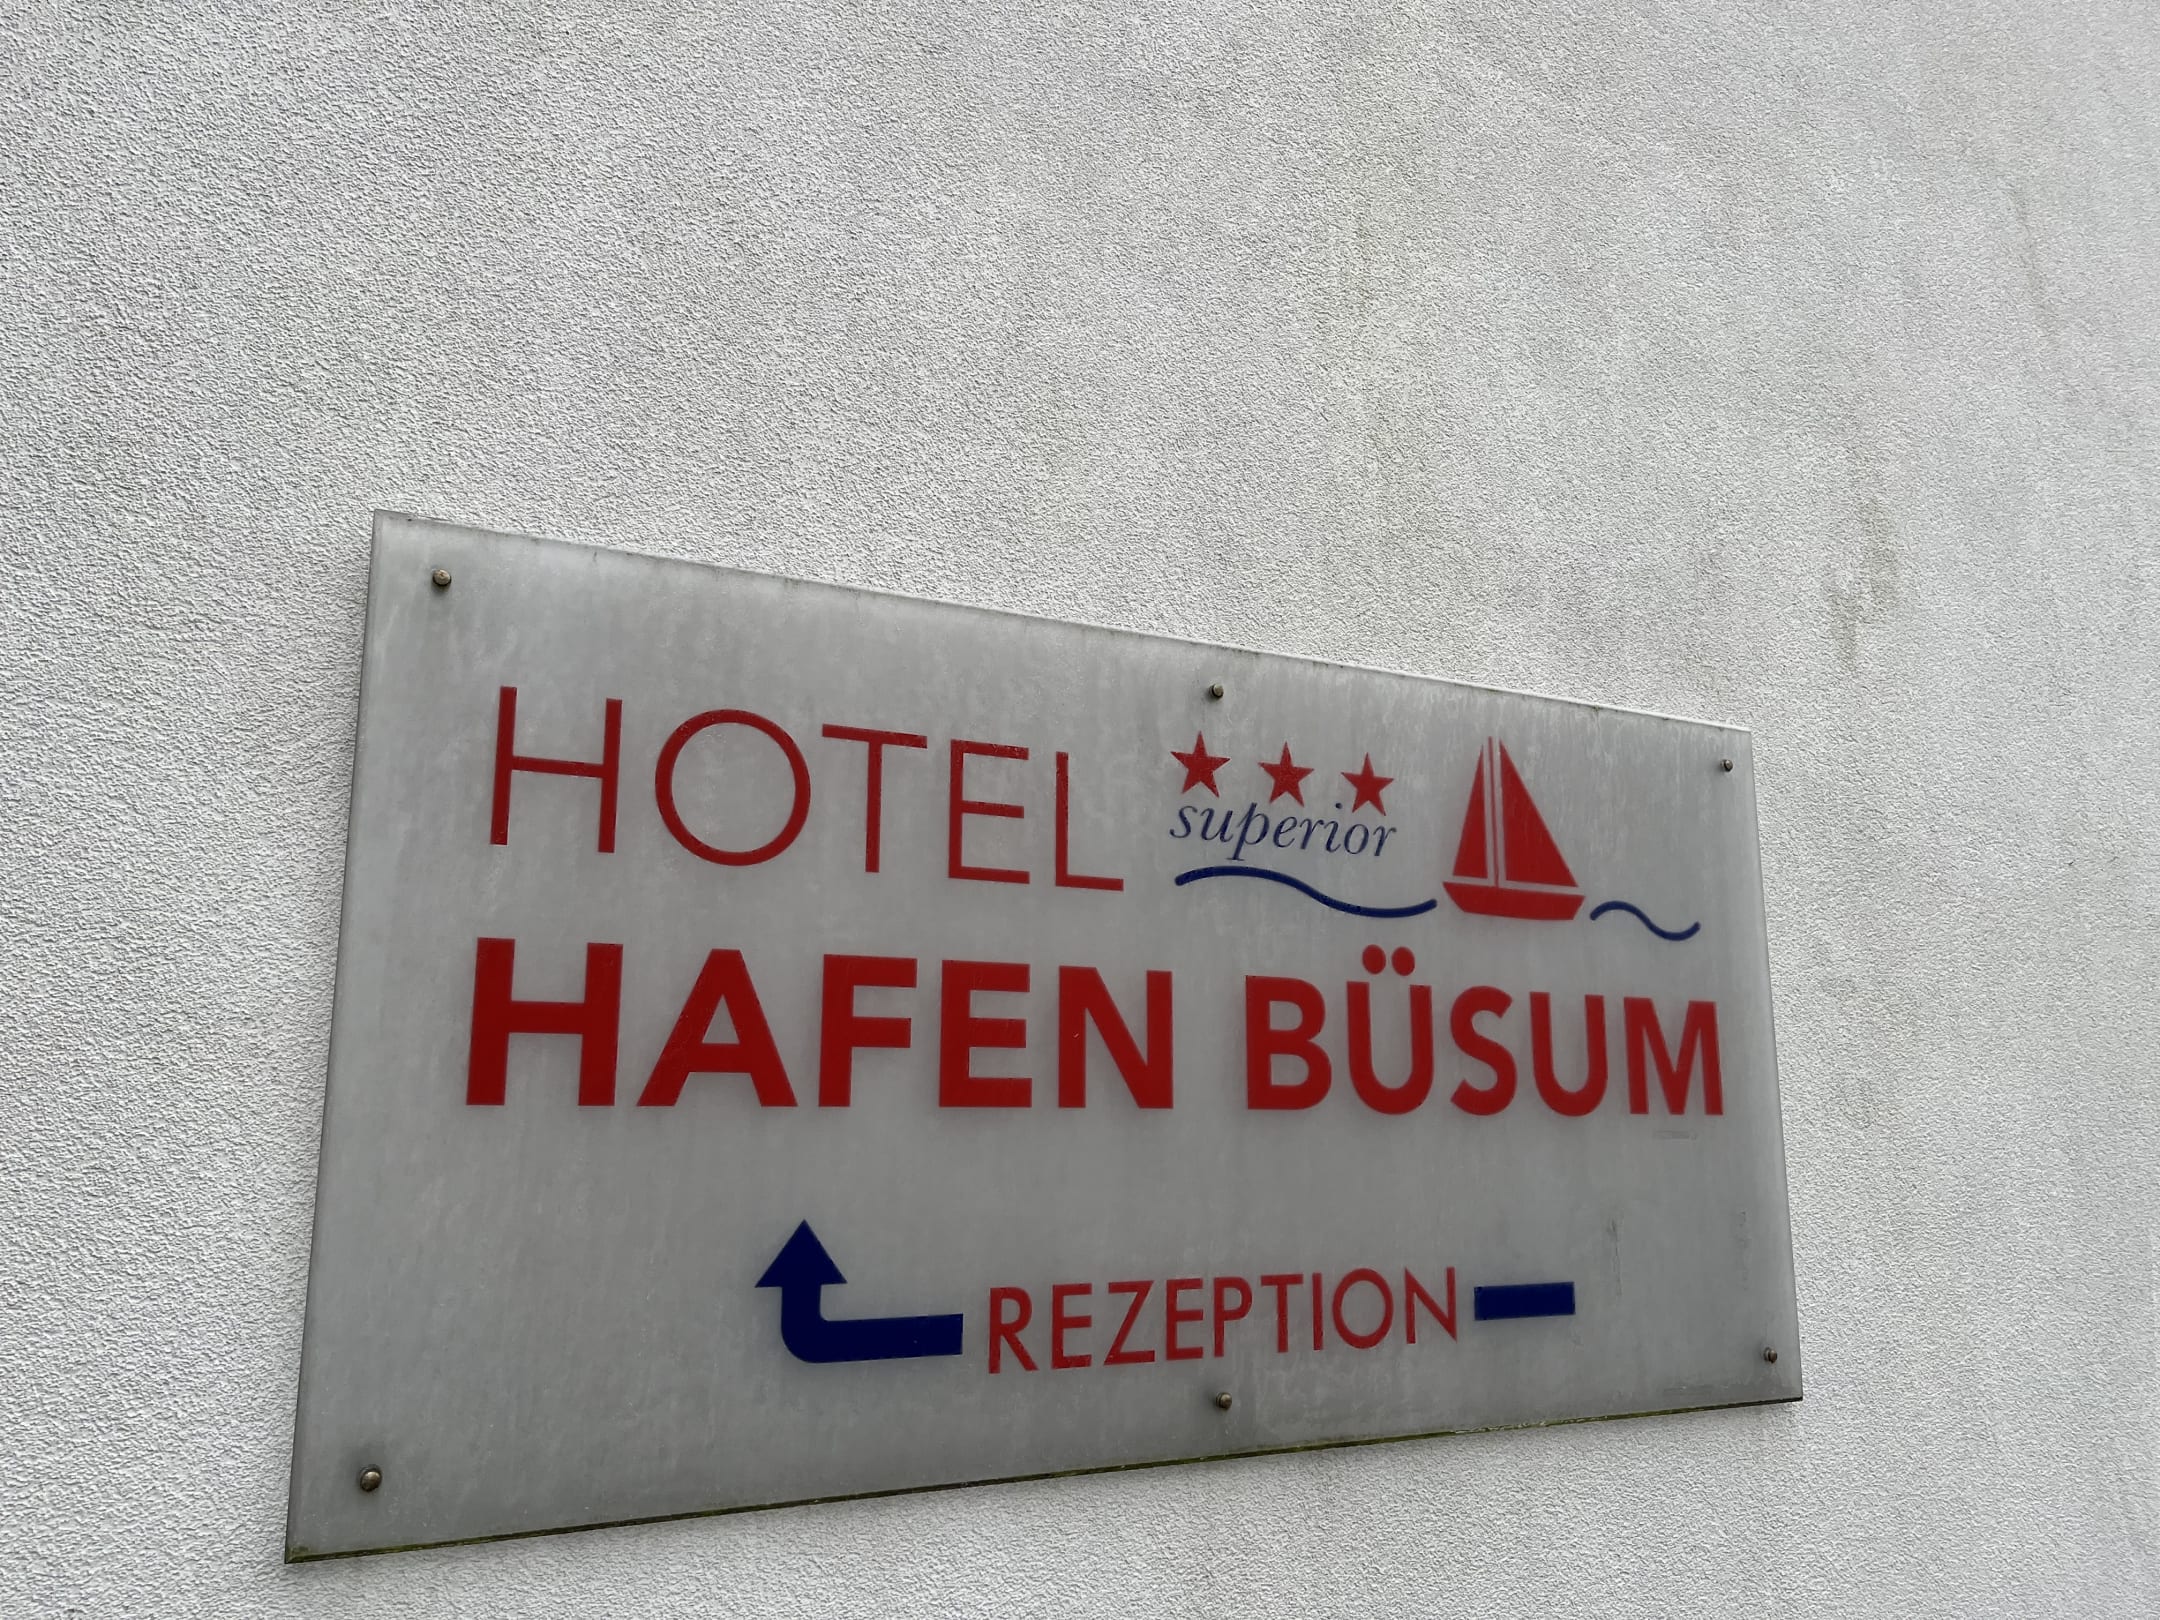 HOTEL
superior
HAFEN BÜSUM
REZEPTION